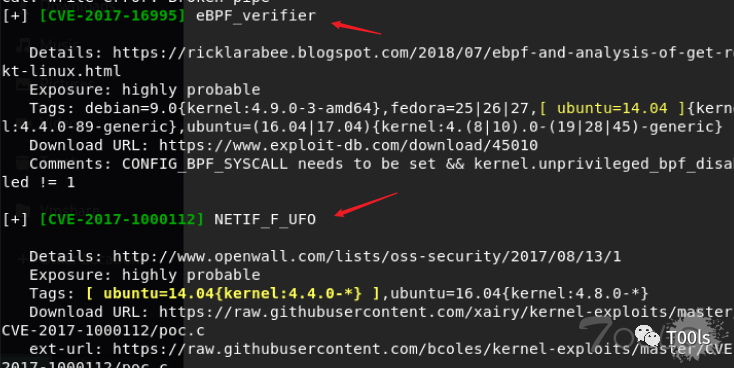 [+] [CVE-2017-16995] eBPF_verifier
Details: https://ricklarabee.blogspot.com/2018/07/ebpf-and-analysis-of-get-r
kt-linux.html
Exposure: highly probable
Tags: debian=9.0{kernel:4.9.0-3-amd64},fedora=25|26|27,[ ubuntu=14.04 ]{ker
l:4.4.0-89-generic},ubuntu=(16.04|17.04){kernel:4.(8|10).0-(19|28|45)-generic}
Download URL: https://www.exploit-db.com/download/45010
Comments: CONFIG_BPF_SYSCALL needs to be set && kernel.unprivileged_bpf_disa
led != 1
[+] [CVE-2017-1000112] NETIF_F_UFO
Details: http://www.openwall.com/lists/oss-security/2017/08/13/1
Exposure: highly probable
Tags: [ ubuntu=14.04{kernel:4.4.0-*} ],ubuntu=16.04{kernel:4.8.0-*}
Download URL: https://raw.githubusercontent.com/xairy/kernel-exploits/master/
CVE-2017-1000112/poc.c
ext-url: https://raw.githubusercontent.com/bcoles/kernel-exploits/master/CVE
2017-1000112/poc.c
T00ls